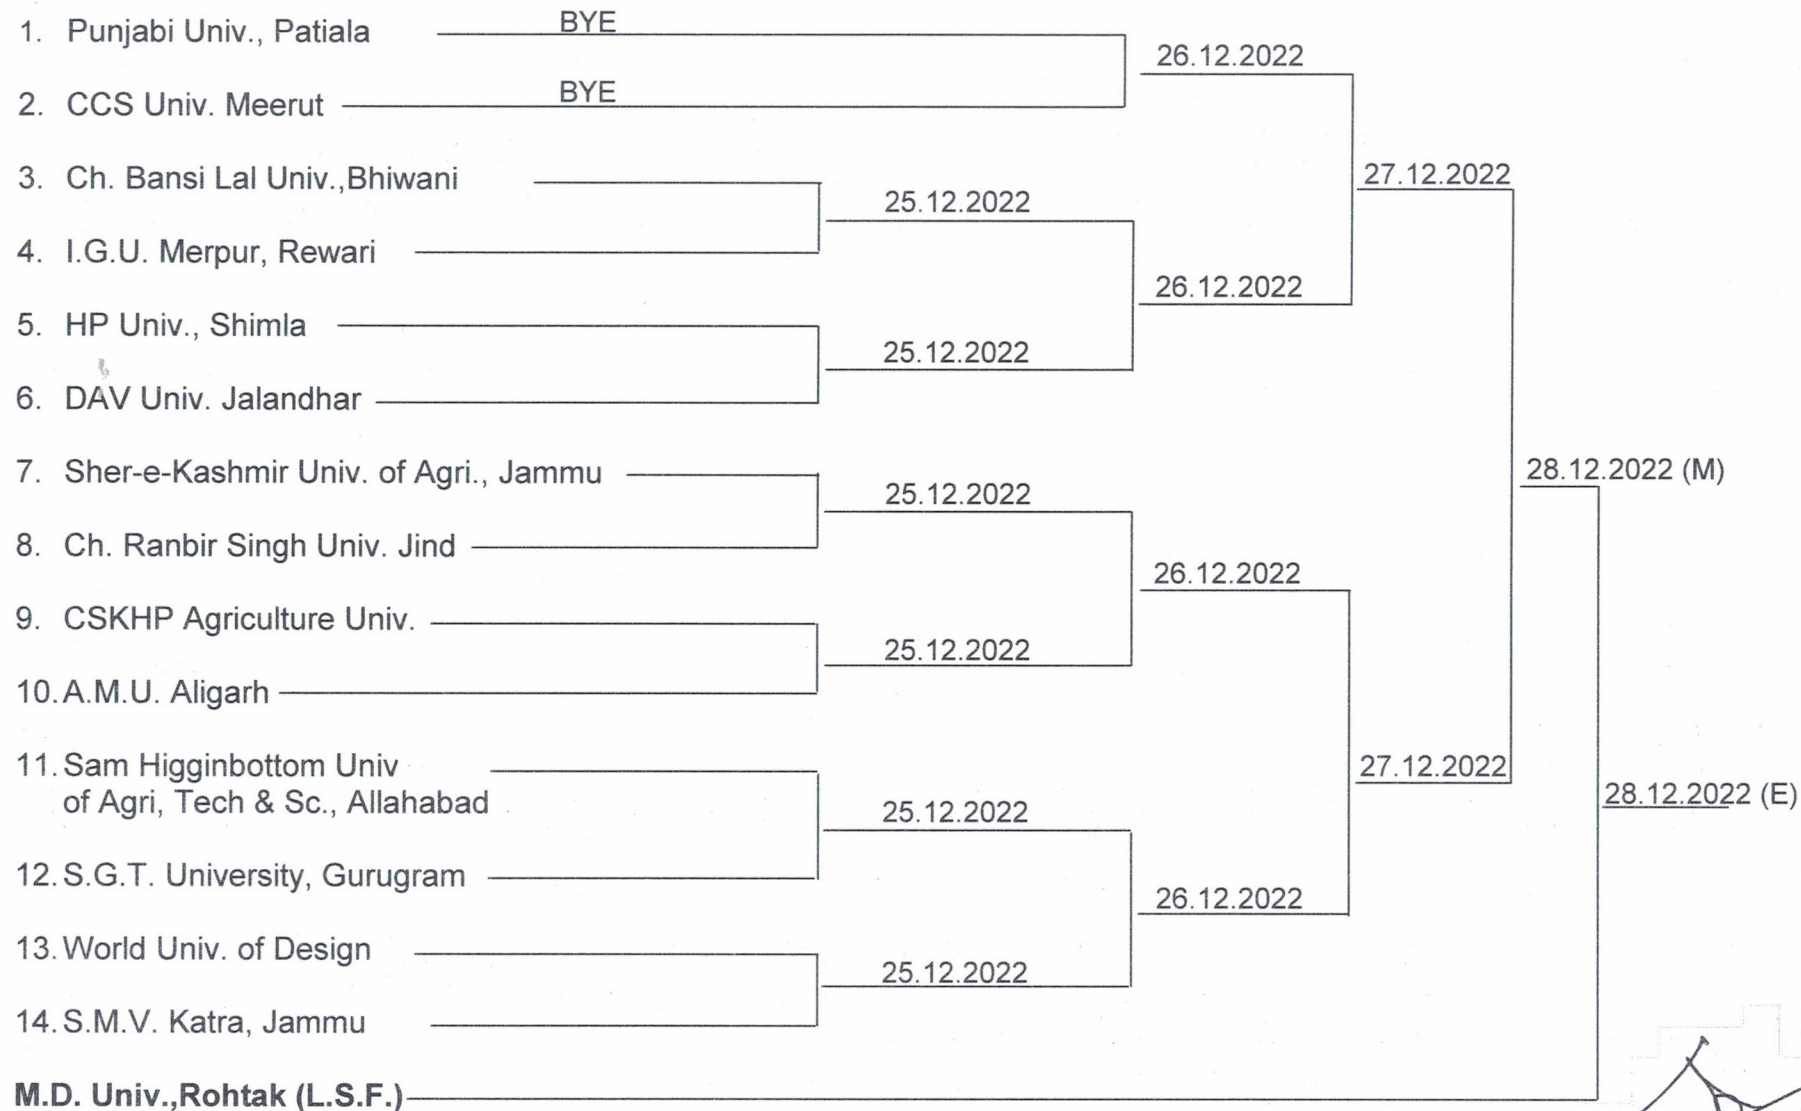 1. Punjabi Univ., Patiala BYE
26.12.2022
2. CCS Univ. Meerut BYE
3. Ch. Bansi Lal Univ.,Bhiwani
27.12.2022
25.12.2022
4. I.G.U. Merpur, Rewari
26.12.2022
5. HP Univ., Shimla
25.12.2022
6. DAV Univ. Jalandhar
7. Sher-e-Kashmir Univ. of Agri., Jammu
28.12.2022 (M)
25.12.2022
8. Ch. Ranbir Singh Univ. Jind
26.12.2022
9. CSKHP Agriculture Univ.
25.12.2022
10. A.M.U. Aligarh
11. Sam Higginbottom Univ
27.12.2022
of Agri, Tech & Sc., Allahabad
28.12.2022 (E)
25.12.2022
12. S.G.T. University, Gurugram
26.12.2022
13. World Univ. of Design
25.12.2022
14. S.M.V. Katra, Jammu
M.D. Univ.,Rohtak (L.S.F.)